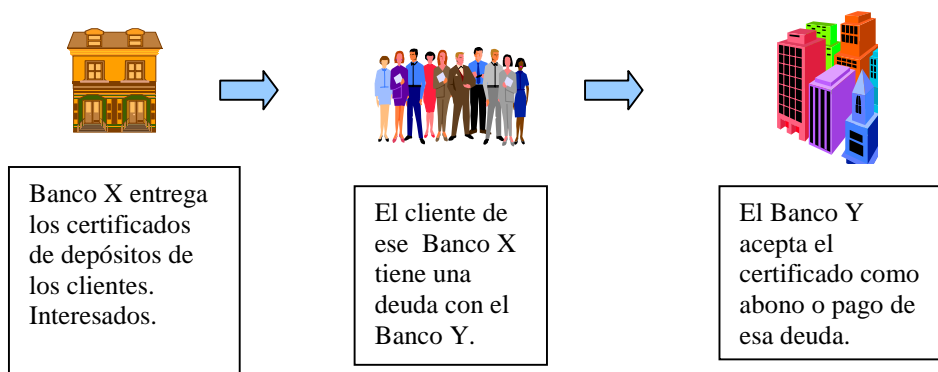 Banco X entrega
los certificados
de depósitos de
los clientes.
Interesados.
El cliente de
ese Banco X
tiene una
deuda con el
Banco Y.
El Banco Y
acepta el
certificado como
abono o pago de
esa deuda.